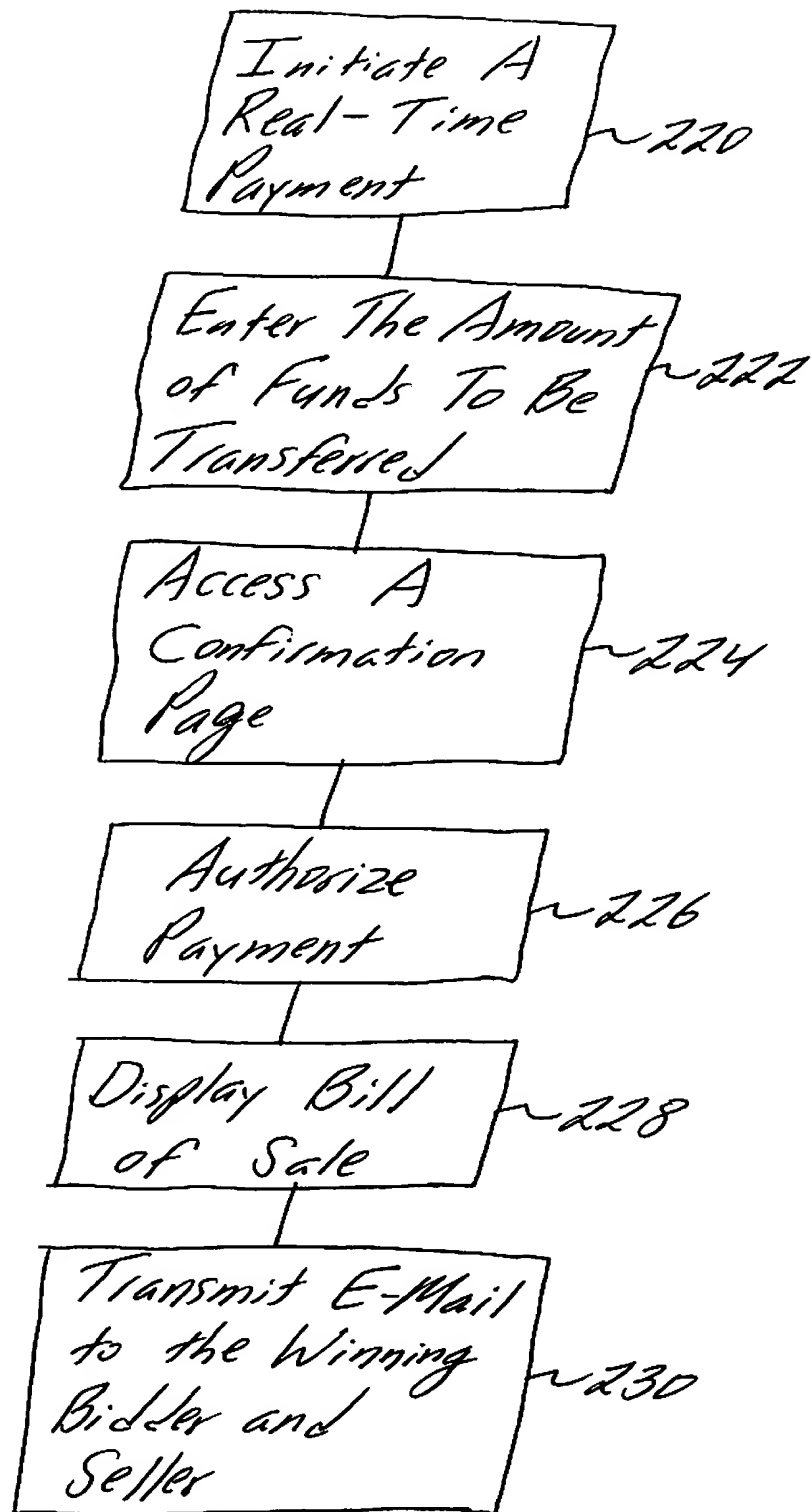 Initiate A
Real-Time
Payment
~220
Enter The Amount
of Funds To Be
Transferred
~222
Access A
Confirmation
Page
~224
Authorize
Payment
~226
Display Bill
of Sale
~228
Transmit E-Mail
to the Winning
Bidder and
Seller
~230